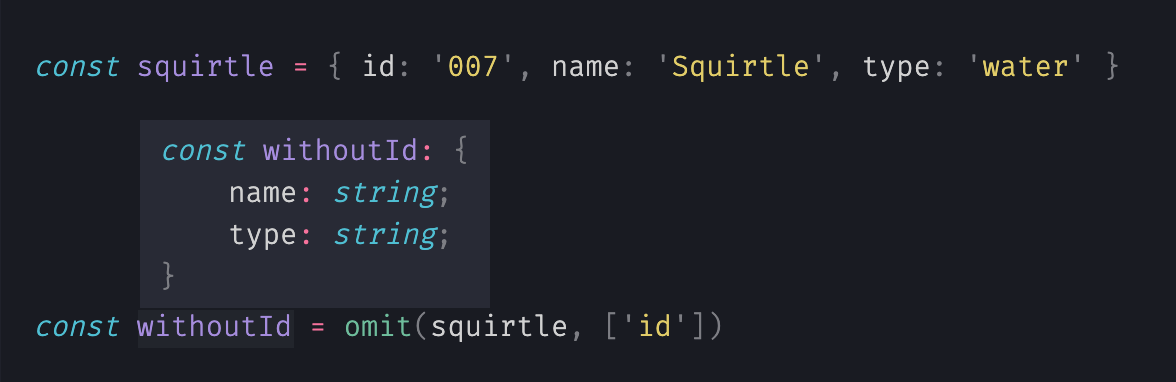 const squirtle = { id: '007', name: 'Squirtle', type: 'water' }
const withoutId: {
    name: string;
    type: string;
}
const withoutId = omit(squirtle, ['id'])